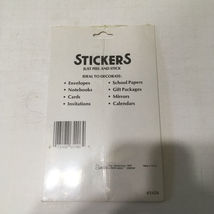 STICKERS
JUST PEEL AND STICK
IDEAL TO DECORATE:
• Envelopes
• Notebooks
• Cards
• Invitations
• School Papers
• Gift Packages
• Mirrors
• Calendars